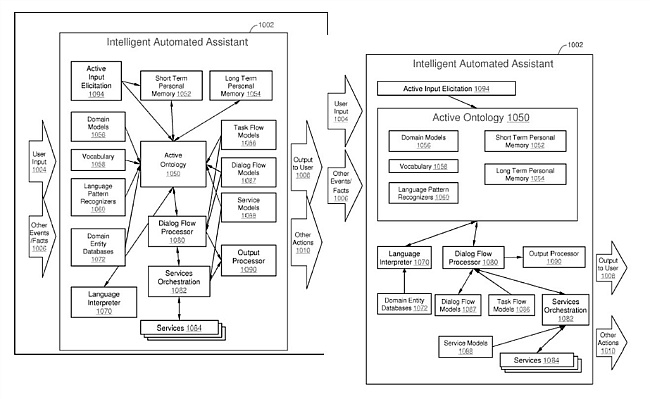 1002
Intelligent Automated Assistant
Active
Input
Elicitation
1094
Short Term
Personal
Memory 1052
Long Term
Personal
Memory 1054
Domain
Models
1056
Vocabulary
1058
Language
Pattern
Recognizers
1060
Domain
Entity
Databases
1072
Language
Interpreter
1070
Active
Ontology
1050
Task Flow
Models
Dialog Flow
Models
1087
Service
Models
Dialog Flow
Processor
1080
Output
Processor
1090
Services
Orchestration
1082
Services 1084
User
Input
Other
Events
/Facts
Output
to User
Other
Actions
1010
1002
Intelligent Automated Assistant
Active Input Elicitation 1094
Active Ontology 1050
Domain Models
1056
Short Term Personal
Memory 1052
Vocabulary 1058
Long Term Personal
Memory 1054
Language Pattern
Recognizers 1060
Language
Interpreter 1070
Dialog Flow
Processor 1080
Output Processor
1090
Domain Entity
Databases 1072
Dialog Flow
Models 1087
Task Flow
Models
Services
Orchestration
1082
Service Models
Services 1084
User
Input
1004
Other
Events/
Facts
1006
Output
to User
1008
Other
Actions
1010